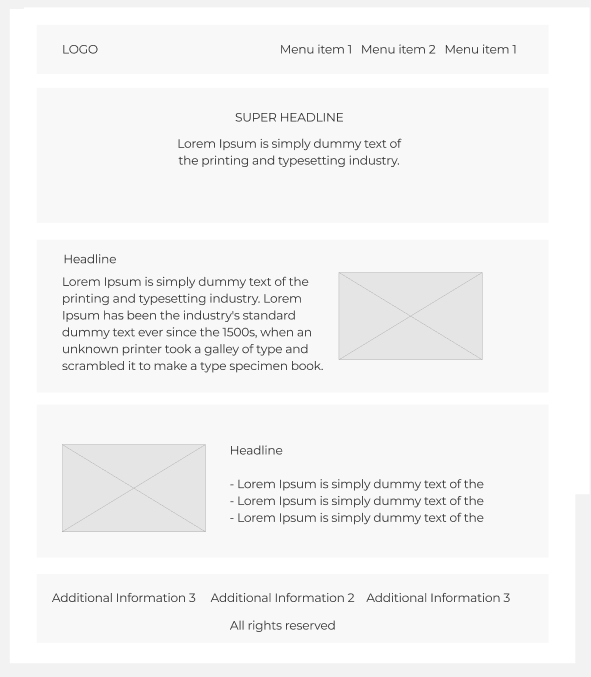 LOGO
Menu item 1 Menu item 2 Menu item 1
SUPER HEADLINE
Lorem Ipsum is simply dummy text of
the printing and typesetting industry.
Headline
Lorem Ipsum is simply dummy text of the
printing and typesetting industry. Lorem
Ipsum has been the industry's standard
dummy text ever since the 1500s, when an
unknown printer took a galley of type and
scrambled it to make a type specimen book.
Headline
- Lorem Ipsum is simply dummy text of the
- Lorem Ipsum is simply dummy text of the
- Lorem Ipsum is simply dummy text of the
Additional Information 3 Additional Information 2 Additional Information 3
All rights reserved